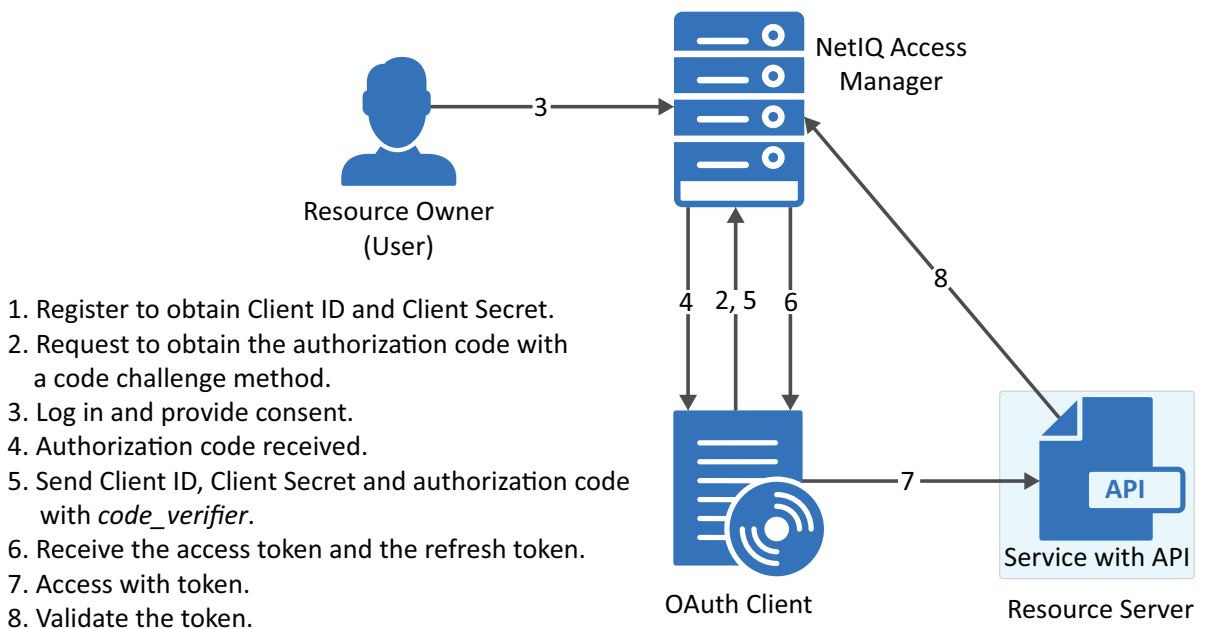 NetIQ Access
Manager
3
Resource Owner
(User)
4
2, 5
6
8
1. Register to obtain Client ID and Client Secret.
2. Request to obtain the authorization code with
a code challenge method.
3. Log in and provide consent.
4. Authorization code received.
5. Send Client ID, Client Secret and authorization code
with code_verifier.
6. Receive the access token and the refresh token.
7. Access with token.
8. Validate the token.
7
API
Service with API
OAuth Client
Resource Server